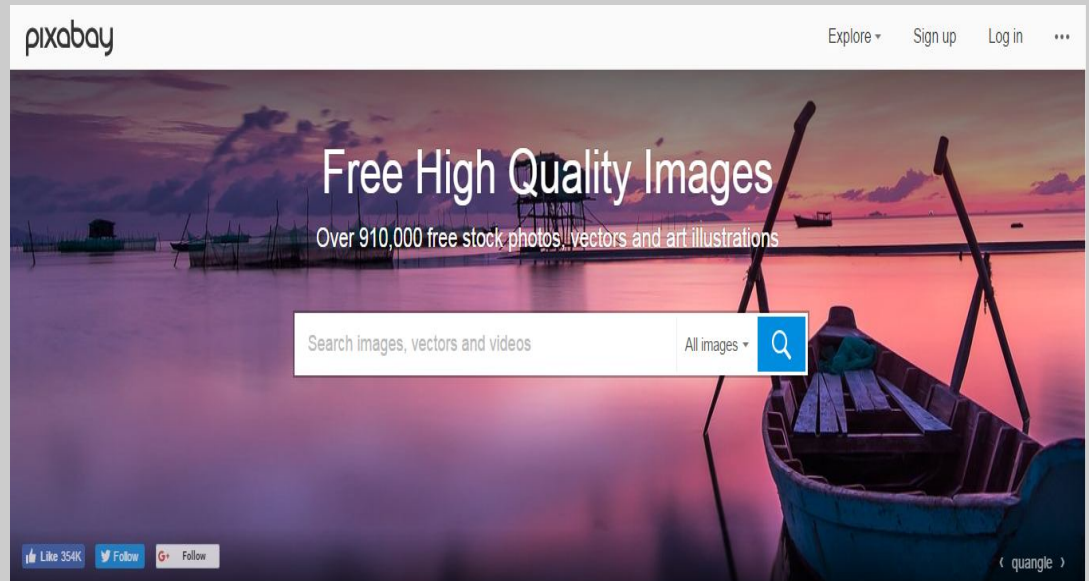 pixabay
Explore Sign up Log in •••
Free High Quality Images
Over 910,000 free stock photos, vectors and art illustrations
Search images, vectors and videos All images
Like 354K Follow G+ Follow
‹ quangle ›